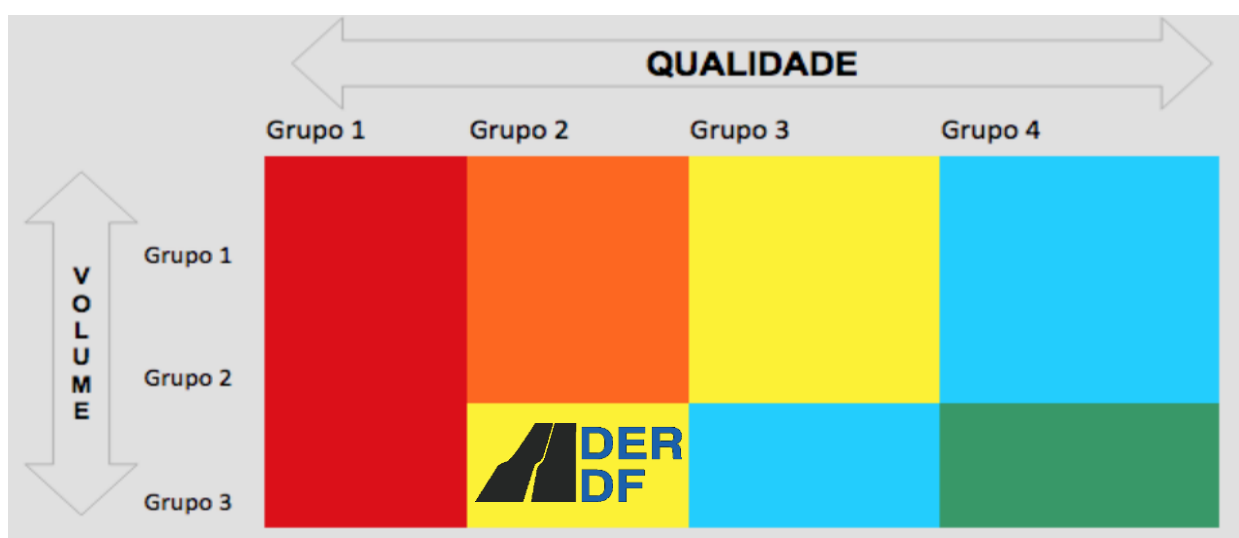 QUALIDADE
Grupo 1 Grupo 2 Grupo 3 Grupo 4
VOLUME
Grupo 1
Grupo 2
Grupo 3
DER
DF